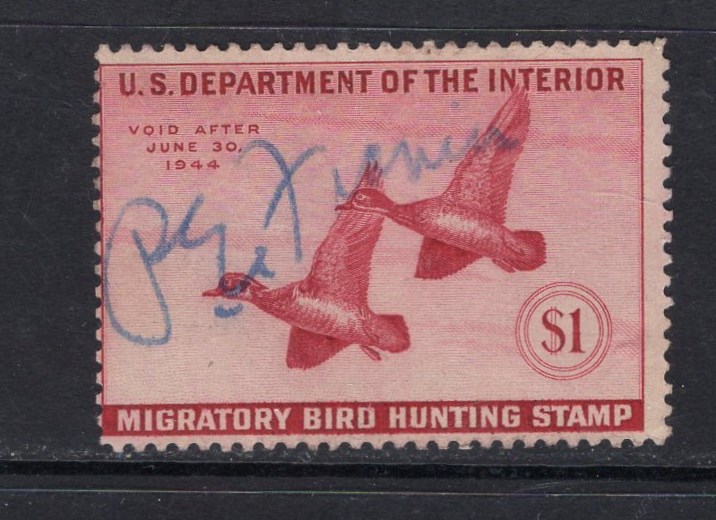 U.S. DEPARTMENT OF THE INTERIOR
VOID AFTER
JUNE 30,
1944
$1
MIGRATORY BIRD HUNTING STAMP